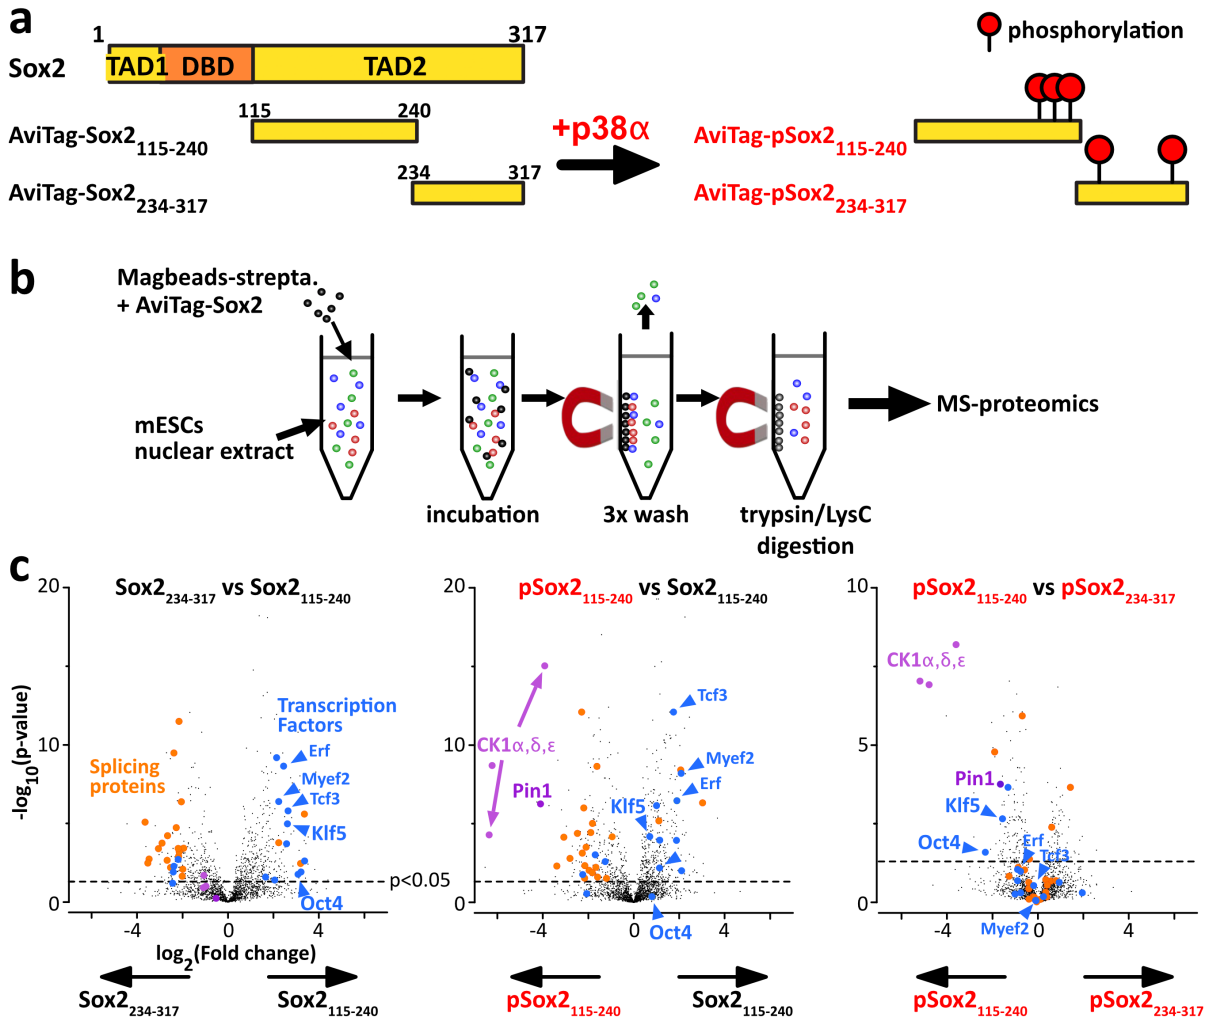 a
1
317
phosphorylation
Sox2
TAD1
DBD
TAD2
115
240
+p38α
AviTag-Sox2115-240
AviTag-pSox2115-240
234
317
AviTag-Sox2234-317
AviTag-pSox2234-317
b
Magbeads-strepta.
+ AviTag-Sox2
mESCs
nuclear extract
incubation
3x wash
trypsin/LysC
digestion
MS-proteomics
c
Sox2234-317 vs Sox2115-240
20
10
0
-log10(p-value)
Splicing
proteins
Transcription
Factors
Erf
Myef2
Tcf3
Klf5
Oct4
p<0.05
-4
0
4
log2(Fold change)
Sox2234-317
Sox2115-240
pSox2115-240 vs Sox2115-240
20
10
0
CK1α,δ,ε
Pin1
Tcf3
Myef2
Erf
Klf5
Oct4
-4
0
4
pSox2115-240
Sox2115-240
pSox2115-240 vs pSox2234-317
10
5
0
CK1α,δ,ε
Pin1
Klf5
Oct4
Erf
Tcf3
Myef2
-4
0
4
pSox2115-240
pSox2234-317